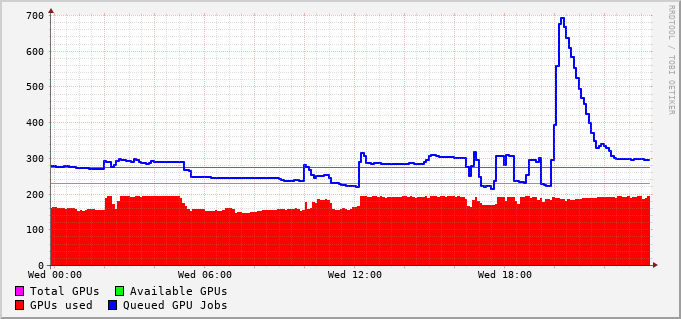 700
600
500
400
300
200
100
0
Wed 00:00 Wed 06:00 Wed 12:00 Wed 18:00
Total GPUs Available GPUs
GPUs used Queued GPU Jobs
RRDTOOL / TOBI OETIKER